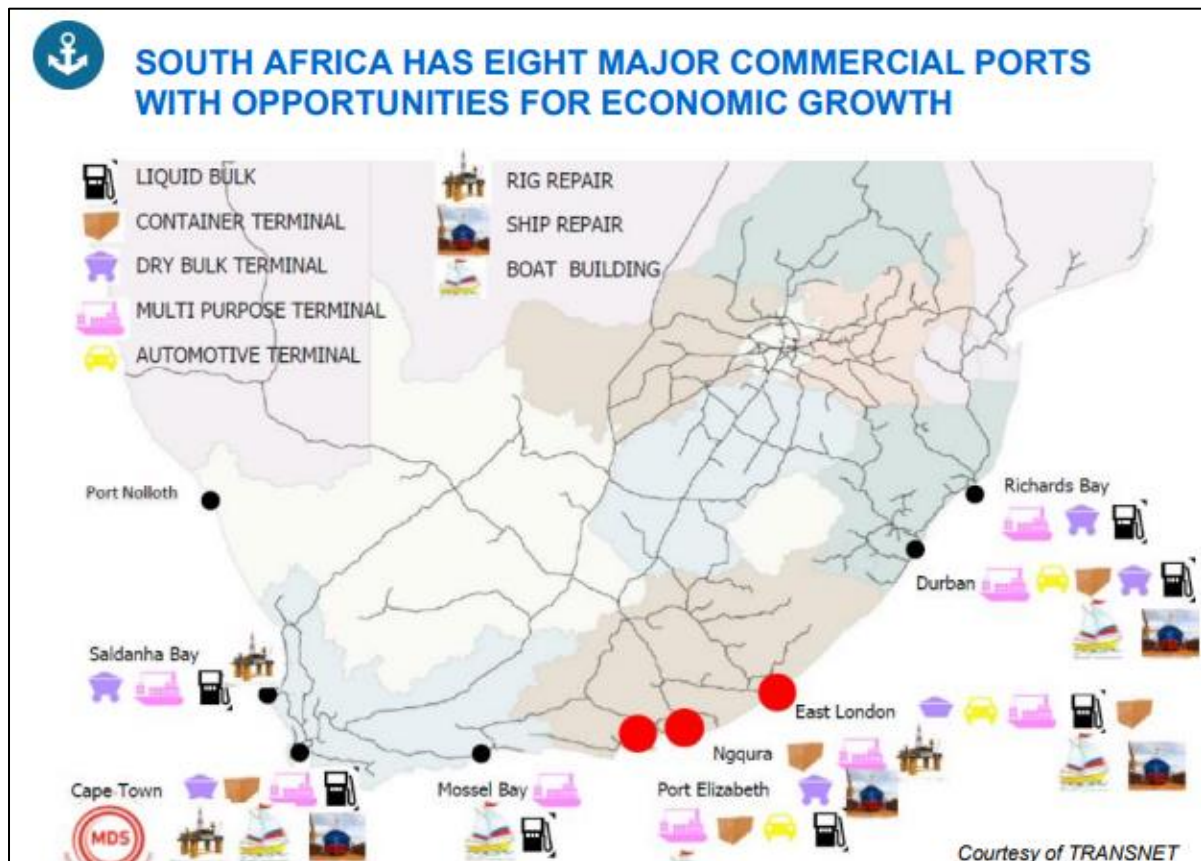 SOUTH AFRICA HAS EIGHT MAJOR COMMERCIAL PORTS
WITH OPPORTUNITIES FOR ECONOMIC GROWTH
LIQUID BULK
CONTAINER TERMINAL
DRY BULK TERMINAL
MULTI PURPOSE TERMINAL
AUTOMOTIVE TERMINAL
RIG REPAIR
SHIP REPAIR
BOAT BUILDING
Port Nolloth
Richards Bay
Durban
Saldanha Bay
East London
Ngqura
Cape Town
Mossel Bay
Port Elizabeth
MDS
Courtesy of TRANSNET